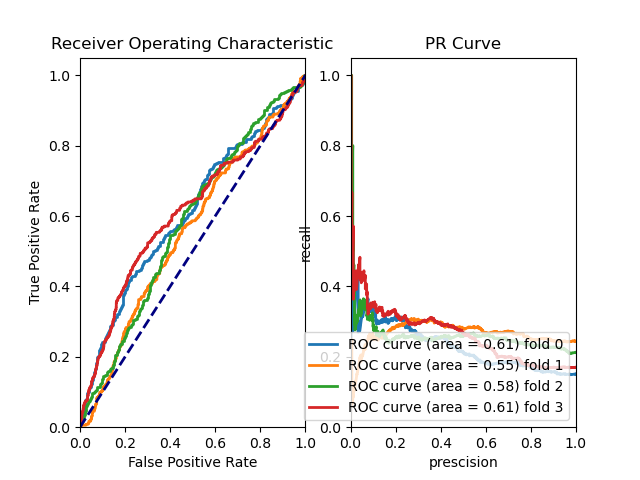 Receiver Operating Characteristic
1.0
0.8
0.6
0.4
0.2
0.0
True Positive Rate
0.0 0.2 0.4 0.6 0.8 1.0
False Positive Rate
PR Curve
1.0
0.8
0.6
0.4
0.2
0.0
recall
0.0 0.2 0.4 0.6 0.8 1.0
prescision
ROC curve (area = 0.61) fold 0
ROC curve (area = 0.55) fold 1
ROC curve (area = 0.58) fold 2
ROC curve (area = 0.61) fold 3